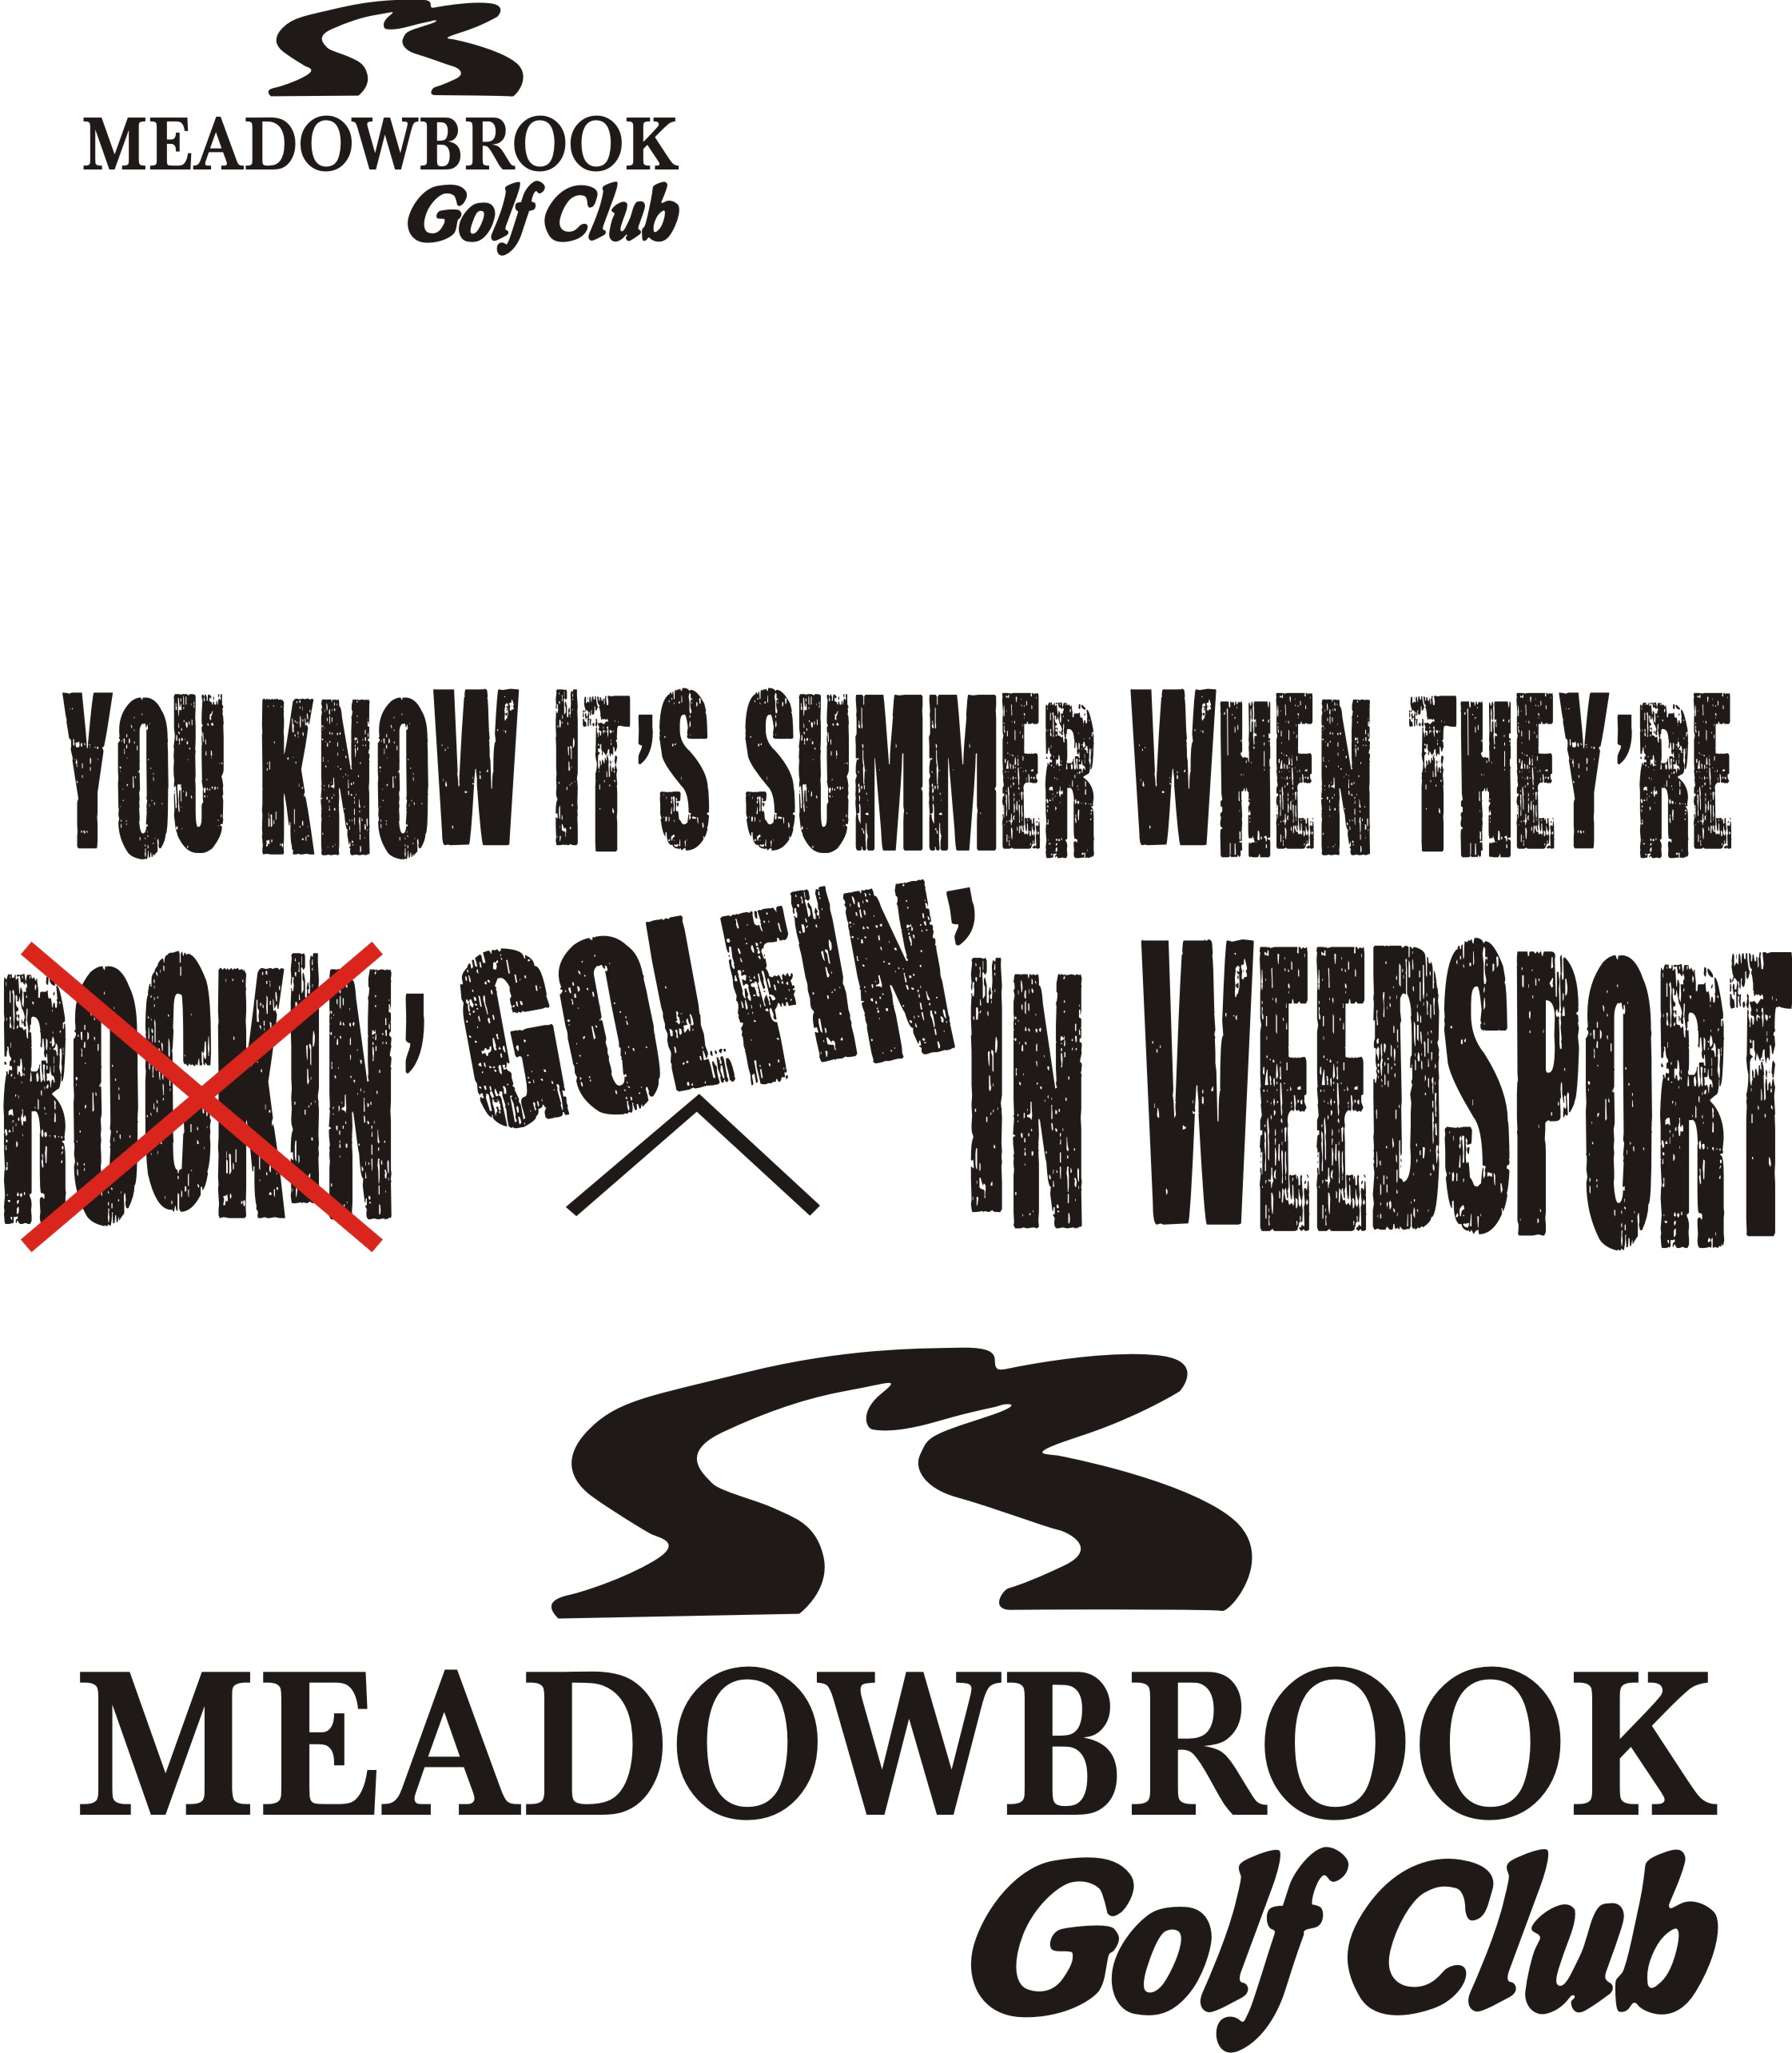 MEADOWBROOK
Golf Club
YOU KNOW IT'S SUMMER WHEN THEY'RE
ROCKIN' GOLFIN' IN WEEDSPORT
MEADOWBROOK
Golf Club